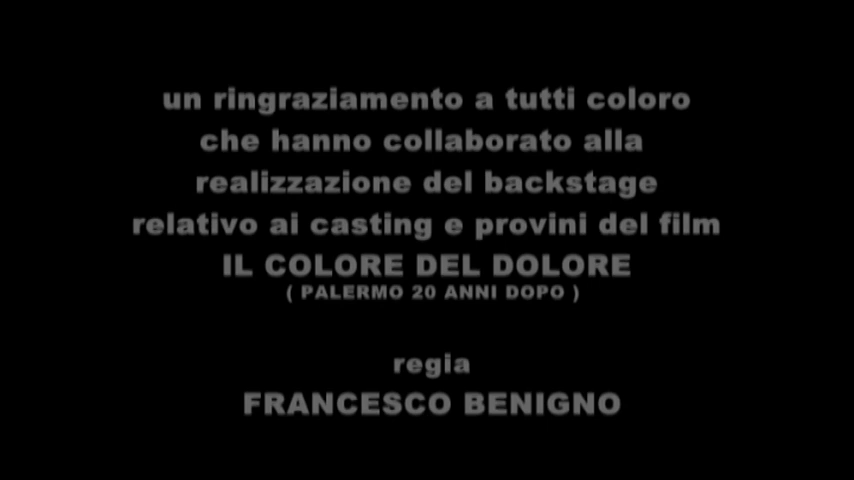 un ringraziamento a tutti coloro
che hanno collaborato alla
realizzazione del backstage
relativo ai casting e provini del film
IL COLORE DEL DOLORE
( PALERMO 20 ANNI DOPO )
regia
FRANCESCO BENIGNO